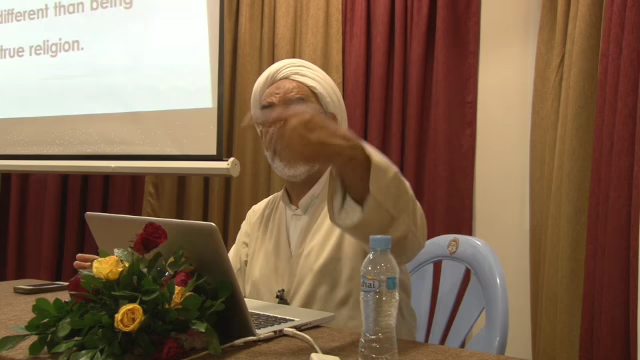 different than being
true religion.